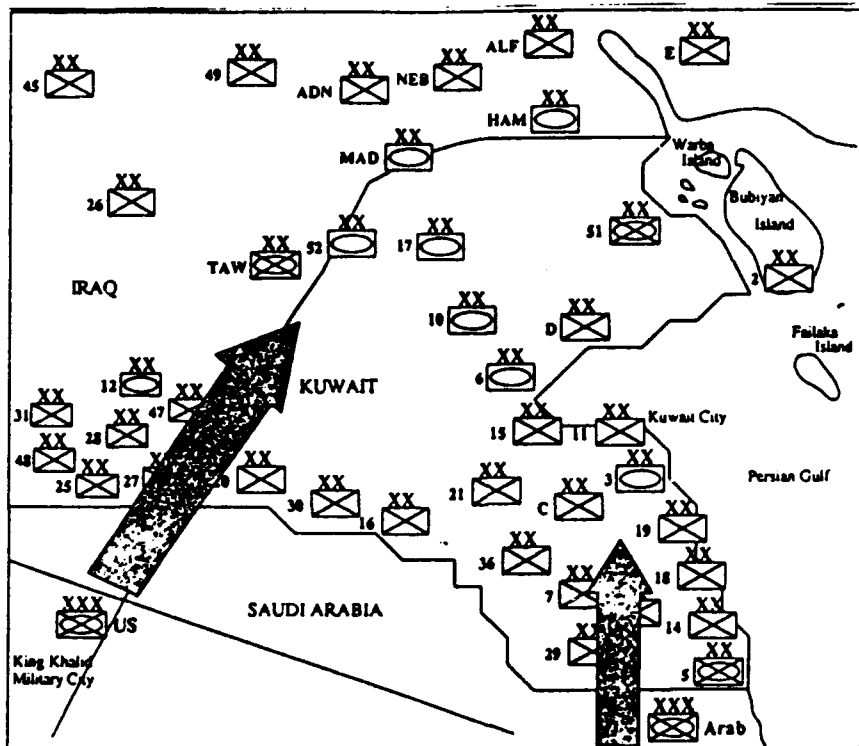 XX
45
XX
49
XX
ADN
XX
NEB
XX
ALF
XX
E
XX
HAM
XX
MAD
Warba
Island
Bubiyan
Island
XX
26
XX
TAW
XX
52
XX
17
XX
51
XX
2
IRAQ
XX
10
XX
D
Failaka
Island
XX
12
XX
47
KUWAIT
XX
6
XX
31
XX
28
XX
15
XX
11
Kuwait City
XX
48
XX
25
27
XX
XX
30
XX
16
XX
21
XX
C
XX
3
Persian Gulf
XX
19
XX
36
XX
7
XX
18
XX
14
XX
29
XX
5
SAUDI ARABIA
XXX
US
King Khalid
Military City
XXX
Arab